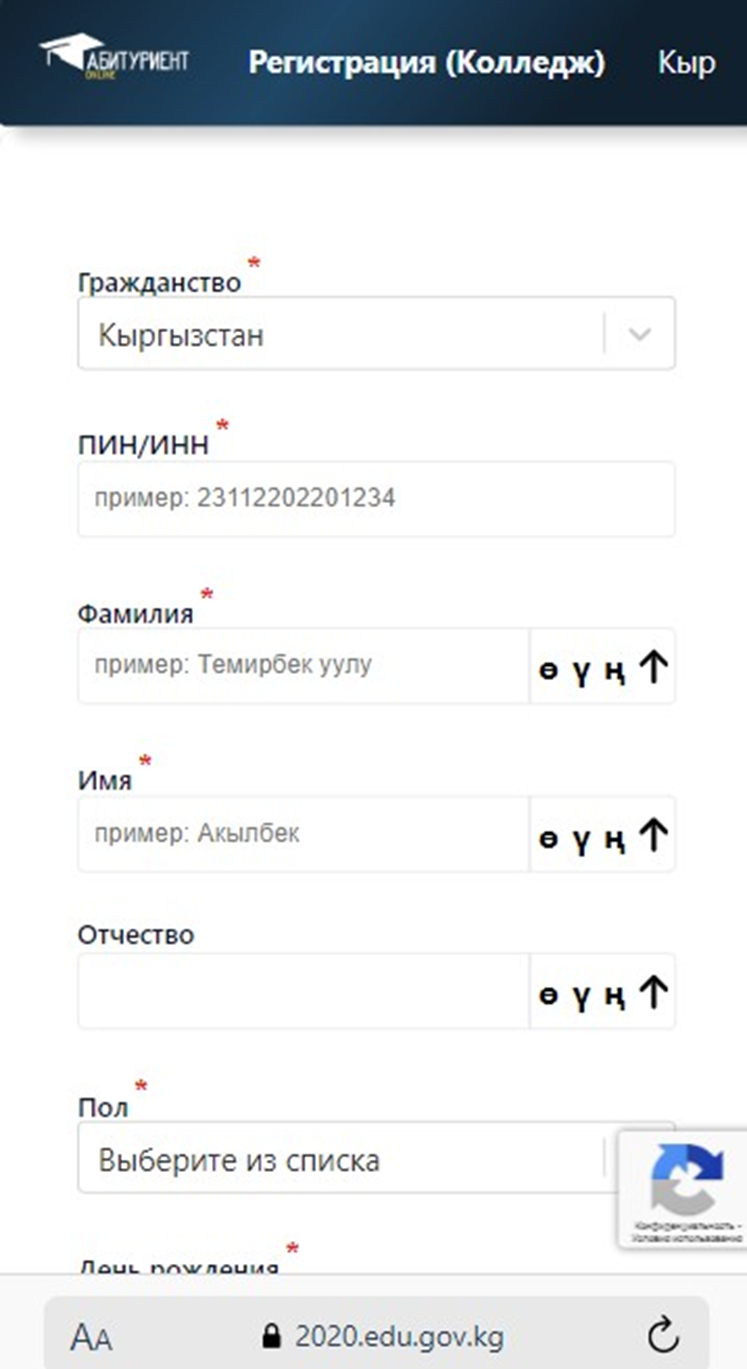 АБИТУРИЕНТ
ONLINE
Регистрация (Колледж)
Кыр
Гражданство *
Кыргызстан
ПИН/ИНН *
пример: 23112202201234
Фамилия *
пример: Темирбек уулу
ө ү ң ↑
Имя *
пример: Акылбек
ө ү ң ↑
Отчество
ө ү ң ↑
Пол *
Выберите из списка
Конфиденциальность -
Условия использования
День рождения *
AA
2020.edu.gov.kg